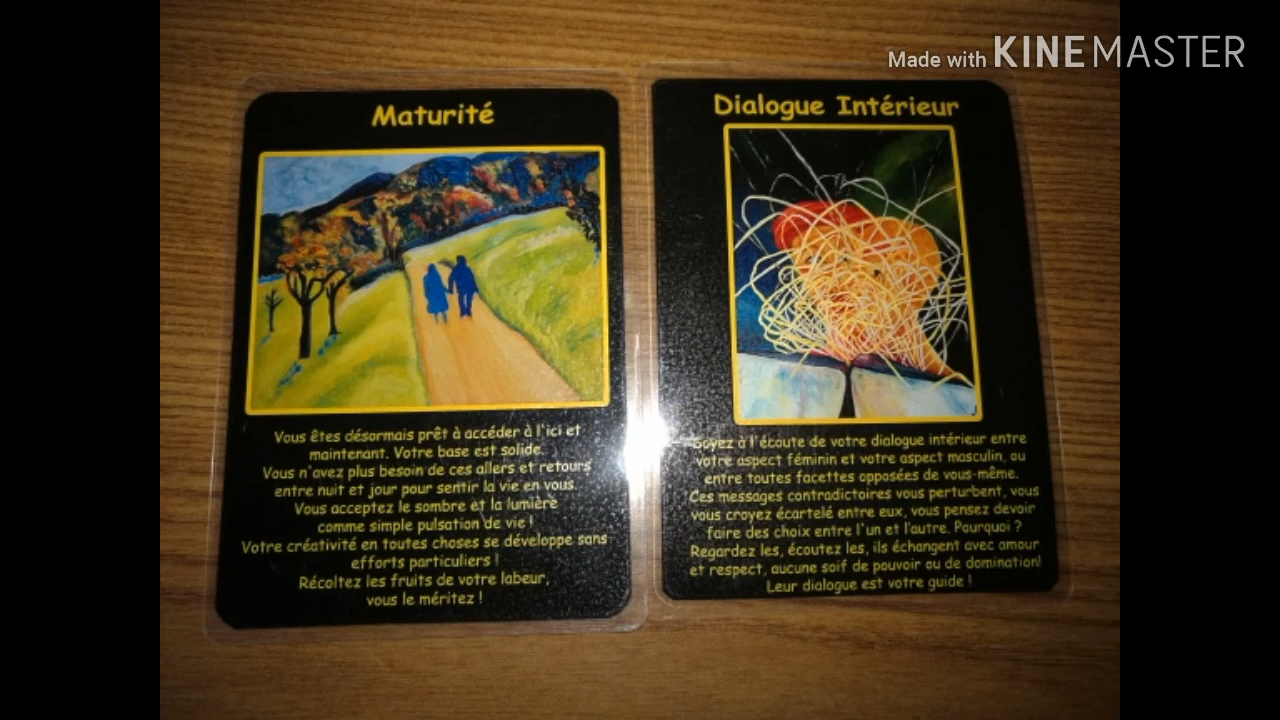 Made with KINEMASTER
Maturité
Vous êtes désormais prêt à accéder à l'ici et
maintenant. Votre base est solide.
Vous n'avez plus besoin de ces allers et retours
entre nuit et jour pour sentir la vie en vous.
Vous acceptez le sombre et la lumière
comme simple pulsation de vie !
Votre créativité en toutes choses se développe sans
efforts particuliers !
Récoltez les fruits de votre labeur,
vous le méritez !
Dialogue Intérieur
Soyez à l'écoute de votre dialogue intérieur entre
votre aspect féminin et votre aspect masculin, ou
entre toutes facettes opposées de vous-même.
Ces messages contradictoires vous perturbent, vous
vous croyez écartelé entre eux, vous pensez devoir
faire des choix entre l'un et l'autre. Pourquoi ?
Regardez les, écoutez les, ils échangent avec amour
et respect, aucune soif de pouvoir ou de domination!
Leur dialogue est votre guide !